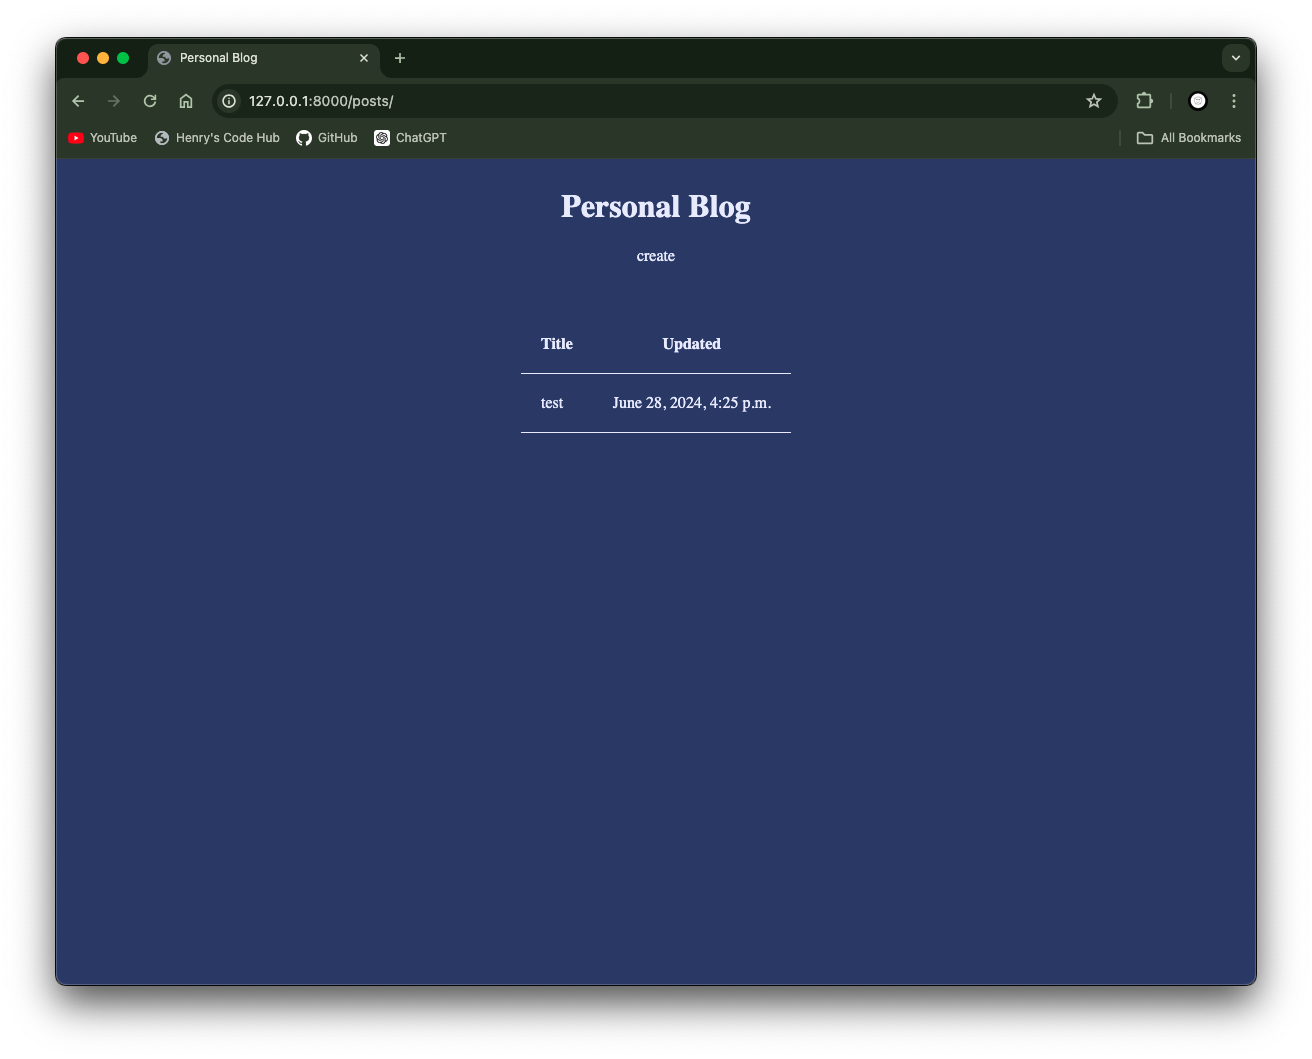 Personal Blog
127.0.0.1:8000/posts/
YouTube Henry's Code Hub GitHub ChatGPT All Bookmarks
Personal Blog
create
Title Updated
test June 28, 2024, 4:25 p.m.